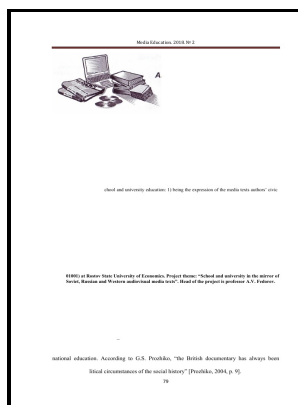 Media Education, 2018, № 2
A
chool and university education: 1) being the expression of the media texts authors' civic
01001) at Rostov State University of Economics. Project theme: "School and university in the mirror of
Soviet, Russian and Western audiovisual media texts". Head of the project is professor A.V. Fedorov.
national education. According to G.S. Prozhiko, "the British documentary has always been
litical circumstances of the social history" [Prozhiko, 2004, p. 9].
79